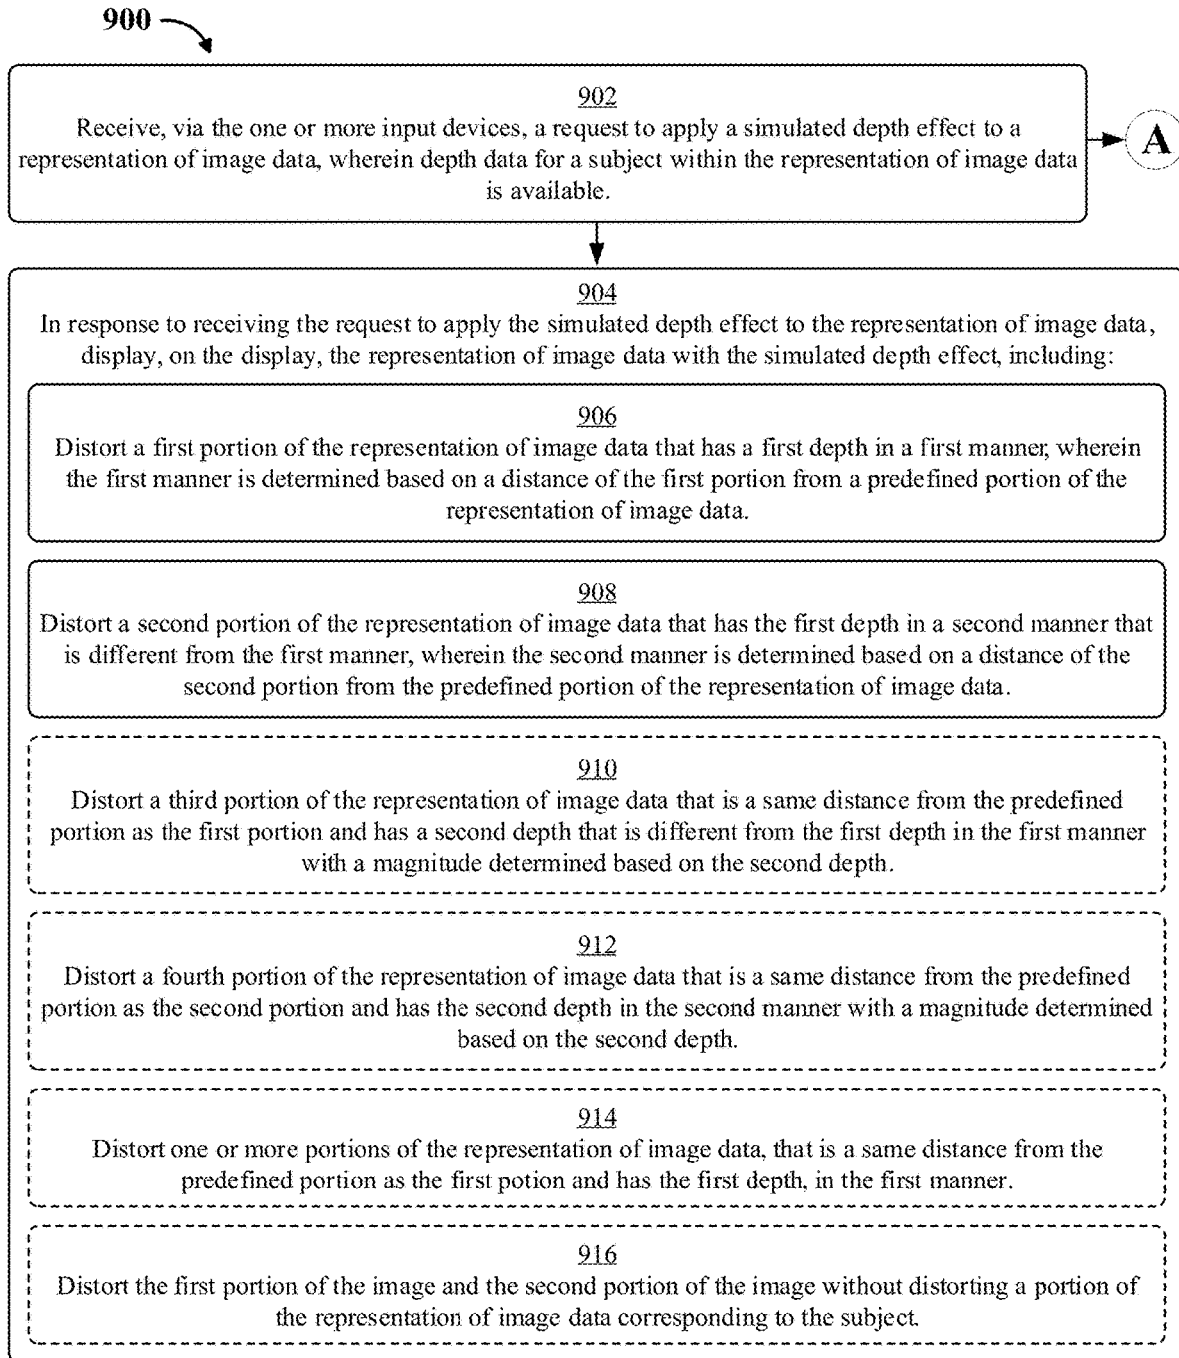 900
902
Receive, via the one or more input devices, a request to apply a simulated depth effect to a
representation of image data, wherein depth data for a subject within the representation of image data
is available.
A
904
In response to receiving the request to apply the simulated depth effect to the representation of image data,
display, on the display, the representation of image data with the simulated depth effect, including:
906
Distort a first portion of the representation of image data that has a first depth in a first manner, wherein
the first manner is determined based on a distance of the first portion from a predefined portion of the
representation of image data.
908
Distort a second portion of the representation of image data that has the first depth in a second manner that
is different from the first manner, wherein the second manner is determined based on a distance of the
second portion from the predefined portion of the representation of image data.
910
Distort a third portion of the representation of image data that is a same distance from the predefined
portion as the first portion and has a second depth that is different from the first depth in the first manner
with a magnitude determined based on the second depth.
912
Distort a fourth portion of the representation of image data that is a same distance from the predefined
portion as the second portion and has the second depth in the second manner with a magnitude determined
based on the second depth.
914
Distort one or more portions of the representation of image data, that is a same distance from the
predefined portion as the first potion and has the first depth, in the first manner.
916
Distort the first portion of the image and the second portion of the image without distorting a portion of
the representation of image data corresponding to the subject.